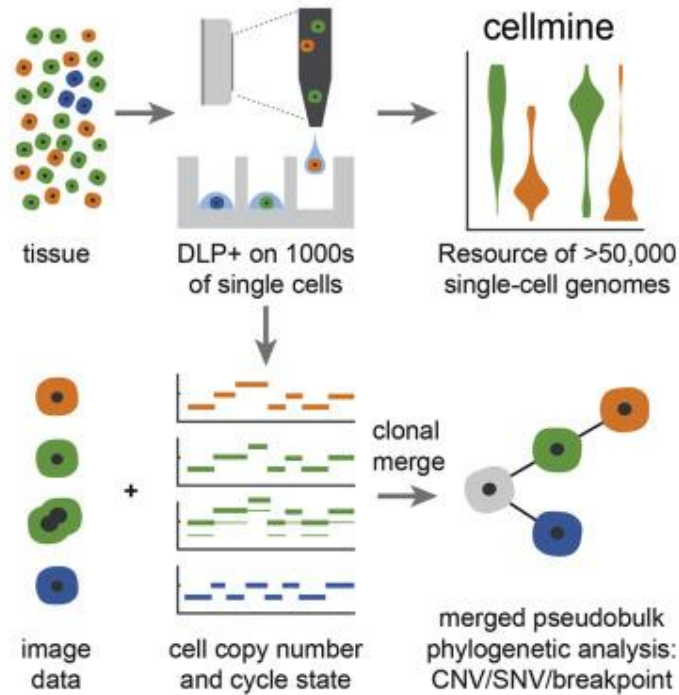 cellmine
tissue
DLP+ on 1000s
of single cells
Resource of >50,000
single-cell genomes
clonal
merge
+
image
data
cell copy number
and cycle state
merged pseudobulk
phylogenetic analysis:
CNV/SNV/breakpoint